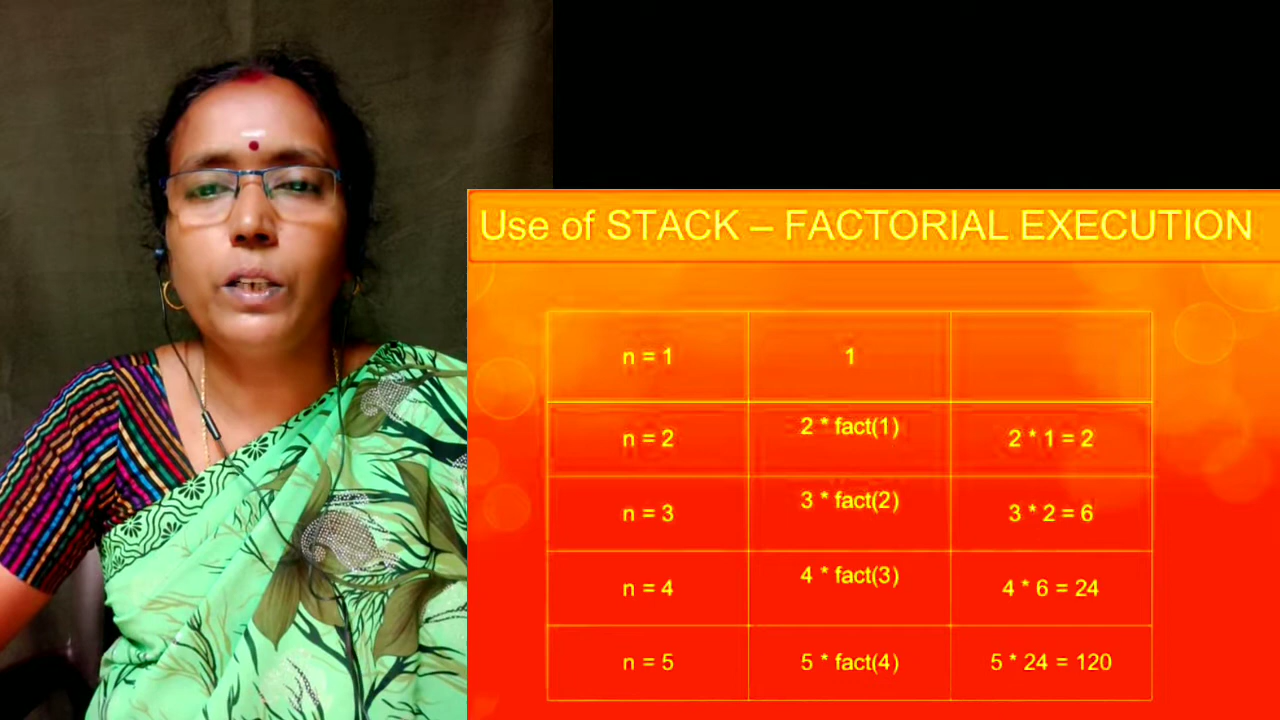 Use of STACK – FACTORIAL EXECUTION
n = 1 1
n = 2 2 * fact(1) 2 * 1 = 2
n = 3 3 * fact(2) 3 * 2 = 6
n = 4 4 * fact(3) 4 * 6 = 24
n = 5 5 * fact(4) 5 * 24 = 120